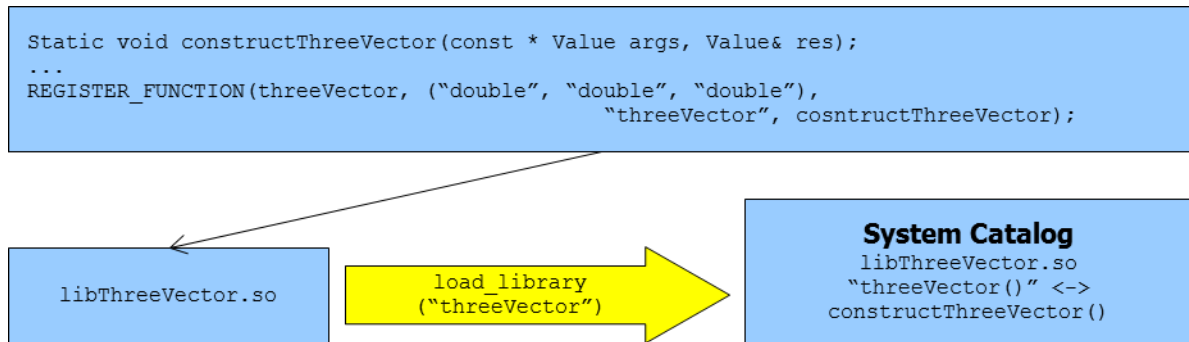 Static void constructThreeVector(const * Value args, Value& res);
...
REGISTER_FUNCTION(threeVector, (“double”, “double”, “double”),
“threeVector”, cosntructThreeVector);
libThreeVector.so
load_library
(“threeVector”)
System Catalog
libThreeVector.so
“threeVector()” <->
constructThreeVector()